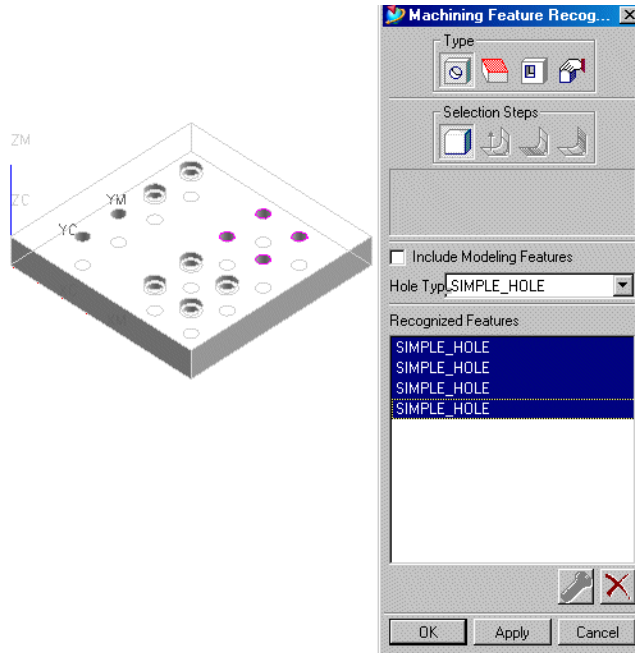 Machining Feature Recog...
Type
Selection Steps
ZM
ZC
YM
YC
Include Modeling Features
Hole Typ SIMPLE_HOLE
Recognized Features
SIMPLE_HOLE
SIMPLE_HOLE
SIMPLE_HOLE
SIMPLE_HOLE
OK
Apply
Cancel